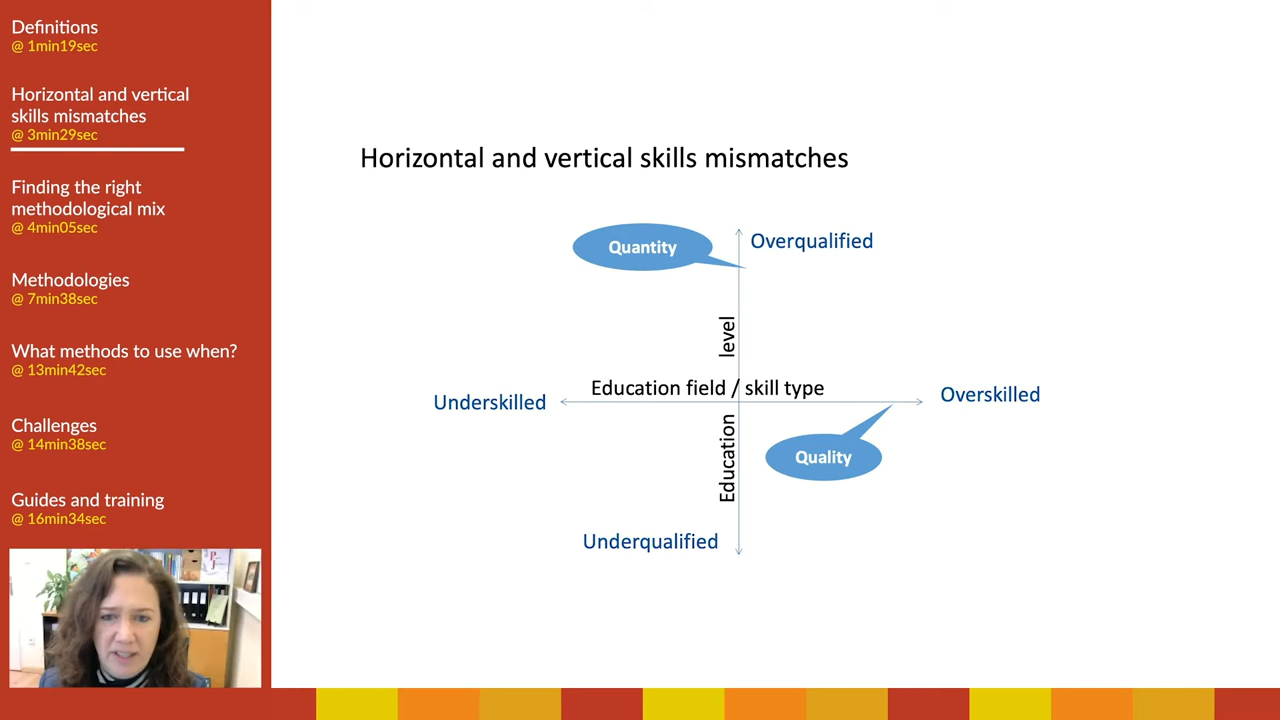 Definitions
@ 1min19sec
Horizontal and vertical
skills mismatches
@ 3min29sec
Finding the right
methodological mix
@ 4min05sec
Methodologies
@ 7min38sec
What methods to use when?
@ 13min42sec
Challenges
@ 14min38sec
Guides and training
@ 16min34sec
Horizontal and vertical skills mismatches
Quantity
Overqualified
Education level
Education field / skill type
Underskilled
Overskilled
Quality
Underqualified